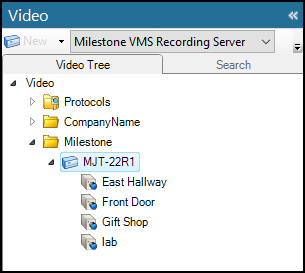 Video
New
Milestone VMS Recording Server
Video Tree
Search
Video
Protocols
CompanyName
Milestone
MJT-22R1
East Hallway
Front Door
Gift Shop
lab